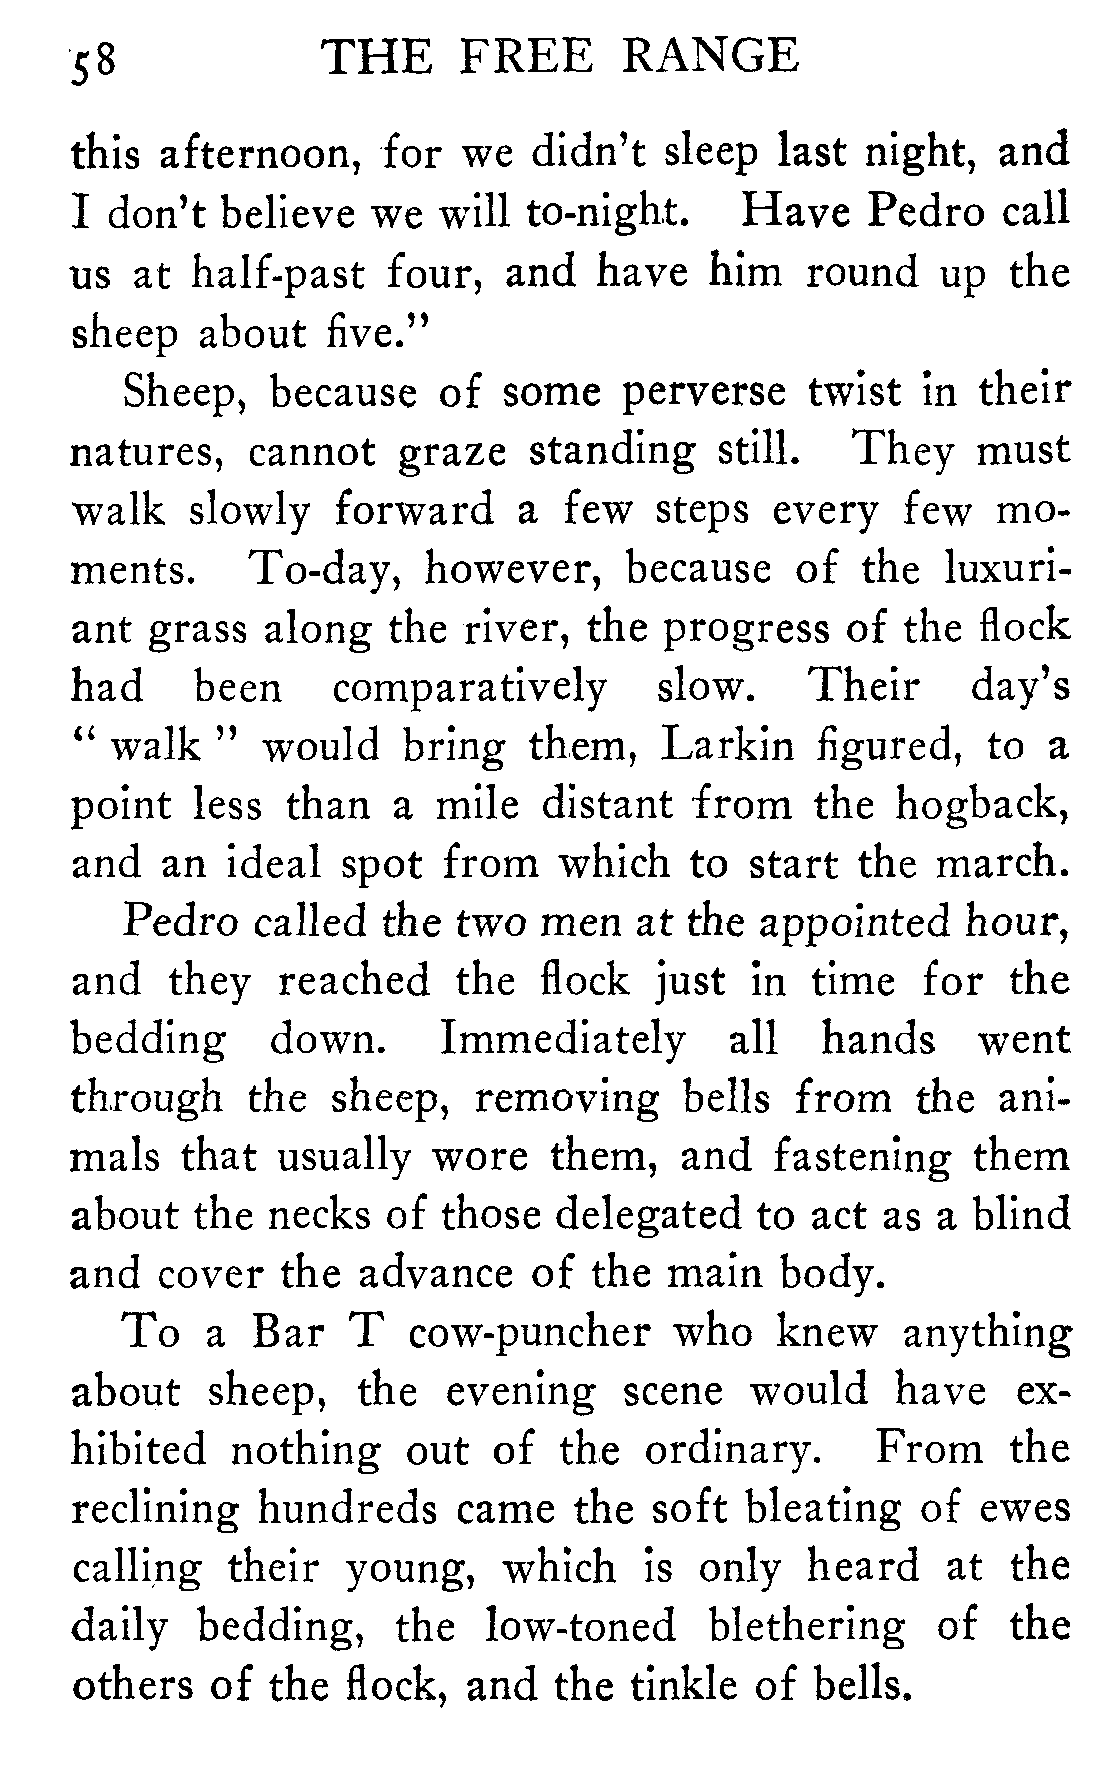 58 THE FREE RANGE
this afternoon, for we didn't sleep last night, and
I don't believe we will to-night. Have Pedro call
us at half-past four, and have him round up the
sheep about five."
Sheep, because of some perverse twist in their
natures, cannot graze standing still. They must
walk slowly forward a few steps every few mo-
ments. To-day, however, because of the luxuri-
ant grass along the river, the progress of the flock
had been comparatively slow. Their day's
" walk " would bring them, Larkin figured, to a
point less than a mile distant from the hogback,
and an ideal spot from which to start the march.
Pedro called the two men at the appointed hour,
and they reached the flock just in time for the
bedding down. Immediately all hands went
through the sheep, removing bells from the ani-
mals that usually wore them, and fastening them
about the necks of those delegated to act as a blind
and cover the advance of the main body.
To a Bar T cow-puncher who knew anything
about sheep, the evening scene would have ex-
hibited nothing out of the ordinary. From the
reclining hundreds came the soft bleating of ewes
calling their young, which is only heard at the
daily bedding, the low-toned blethering of the
others of the flock, and the tinkle of bells.